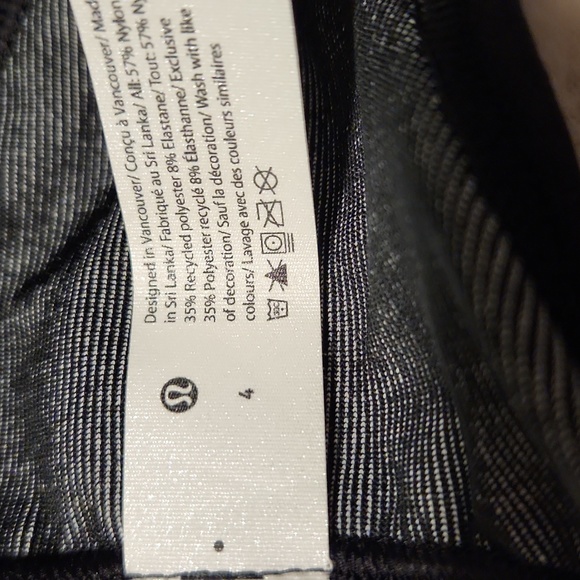 Designed in Vancouver/ Conçu à Vancouver/ Mad
in Sri Lanka/ Fabriqué au Sri Lanka/ All: 57% Nylon
35% Recycled polyester 8% Elastane/ Tout: 57% Ny
35% Polyester recyclé 8% Élasthanne/ Exclusive
of decoration/ Sauf la décoration/ Wash with like
colours/ Lavage avec des couleurs similaires
4